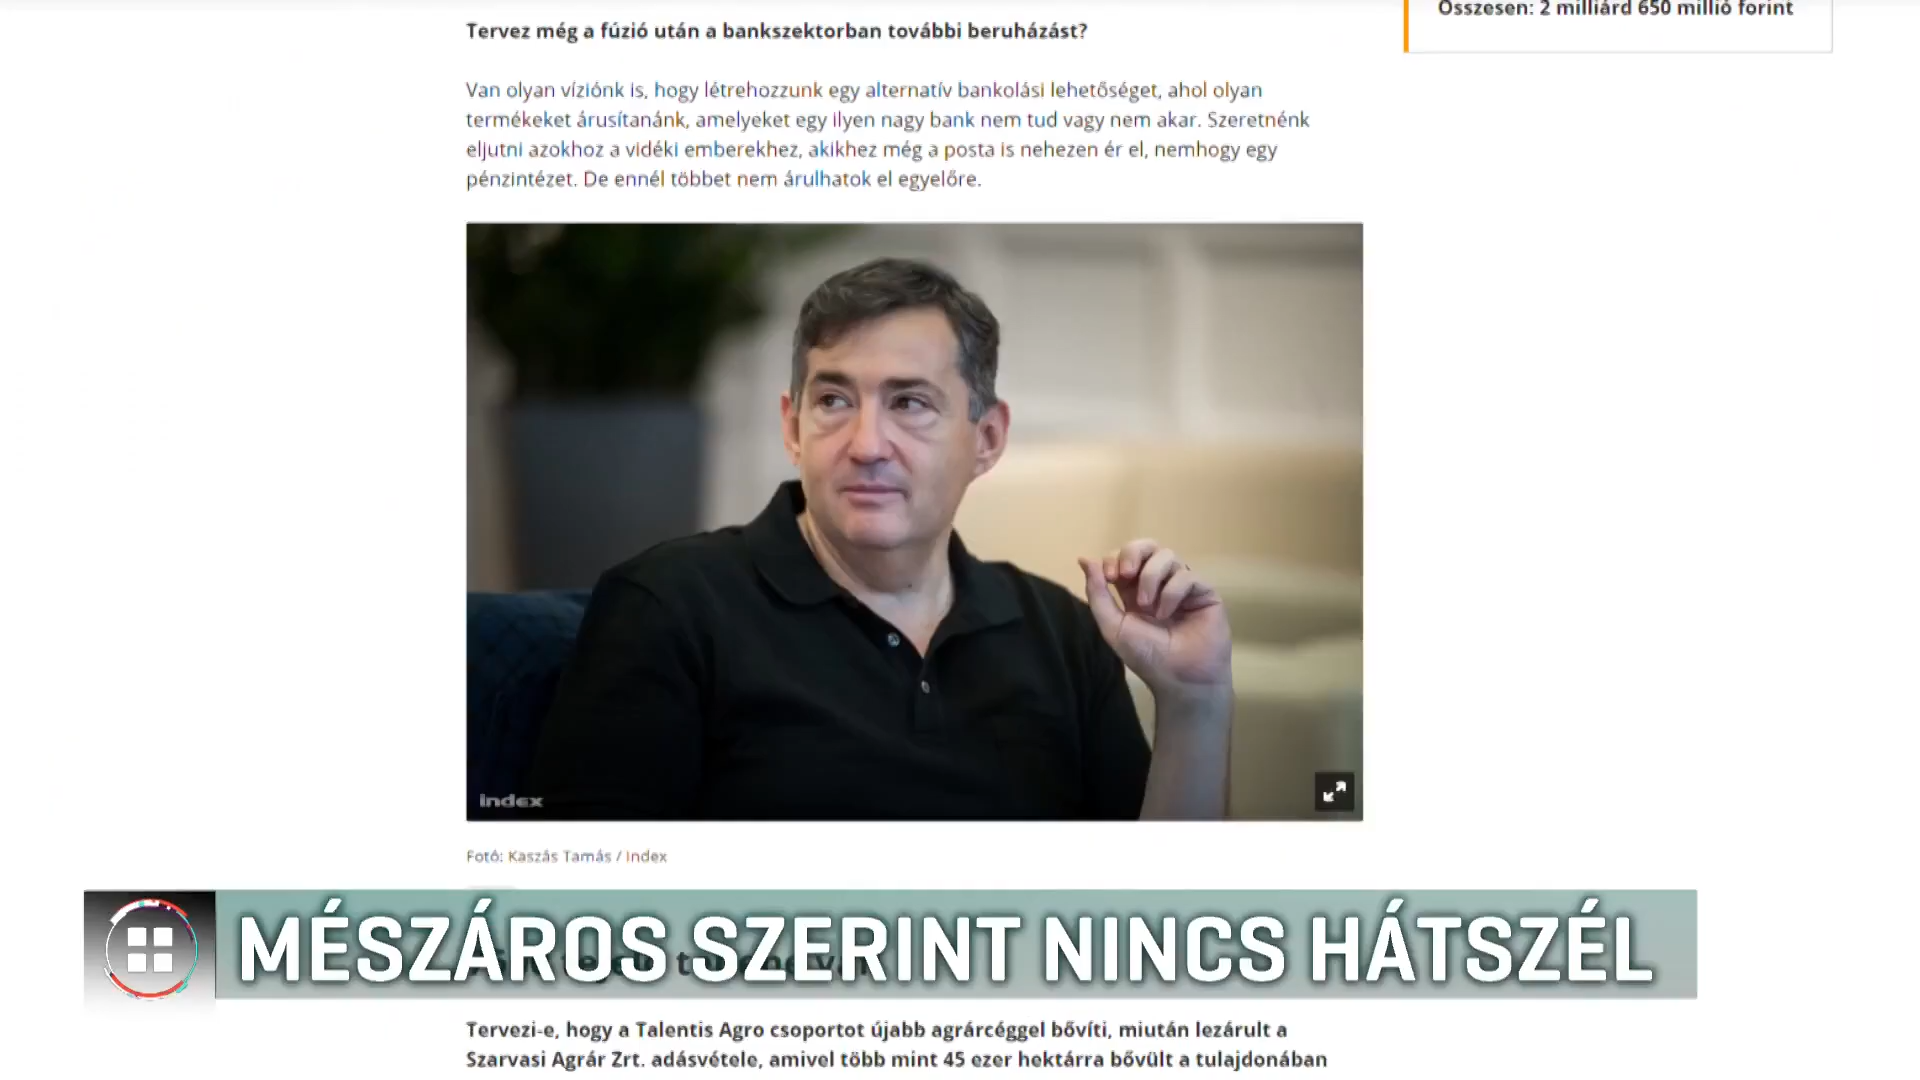 Összesen: 2 milliárd 650 millió forint
Tervez még a fúzió után a bankszektorban további beruházást?
Van olyan víziónk is, hogy létrehozzunk egy alternatív bankolási lehetőséget, ahol olyan
termékeket árusítanánk, amelyeket egy ilyen nagy bank nem tud vagy nem akar. Szeretnénk
eljutni azokhoz a vidéki emberekhez, akikhez még a posta is nehezen ér el, nemhogy egy
pénzintézet. De ennél többet nem árulhatok el egyelőre.
index
Fotó: Kaszás Tamás / Index
MÉSZÁROS SZERINT NINCS HÁTSZÉL
Tervezi-e, hogy a Talentis Agro csoportot újabb agrárcéggel bővíti, miután lezárult a
Szarvasi Agrár Zrt. adásvétele, amivel több mint 45 ezer hektárra bővült a tulajdonában